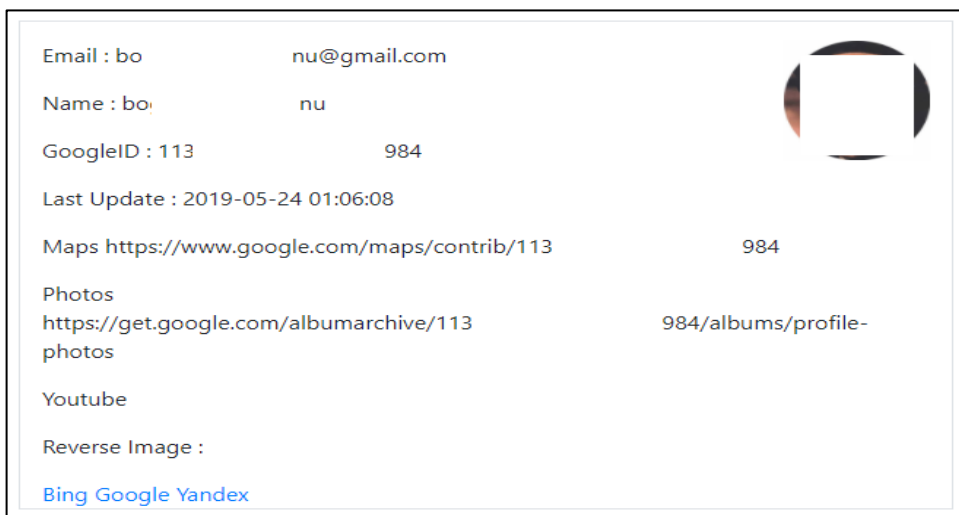 Email : bo nu@gmail.com
Name : bo nu
GoogleID : 113 984
Last Update : 2019-05-24 01:06:08
Maps https://www.google.com/maps/contrib/113 984
Photos
https://get.google.com/albumarchive/113 984/albums/profile-
photos
Youtube
Reverse Image :
Bing Google Yandex